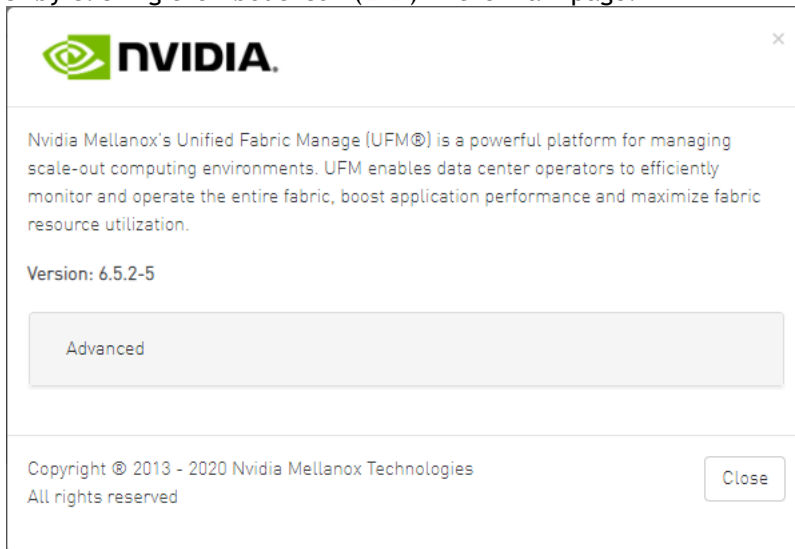 NVIDIA.
×
Nvidia Mellanox's Unified Fabric Manage (UFM®) is a powerful platform for managing
scale-out computing environments. UFM enables data center operators to efficiently
monitor and operate the entire fabric, boost application performance and maximize fabric
resource utilization.
Version: 6.5.2-5
Advanced
Copyright ® 2013 - 2020 Nvidia Mellanox Technologies
All rights reserved
Close